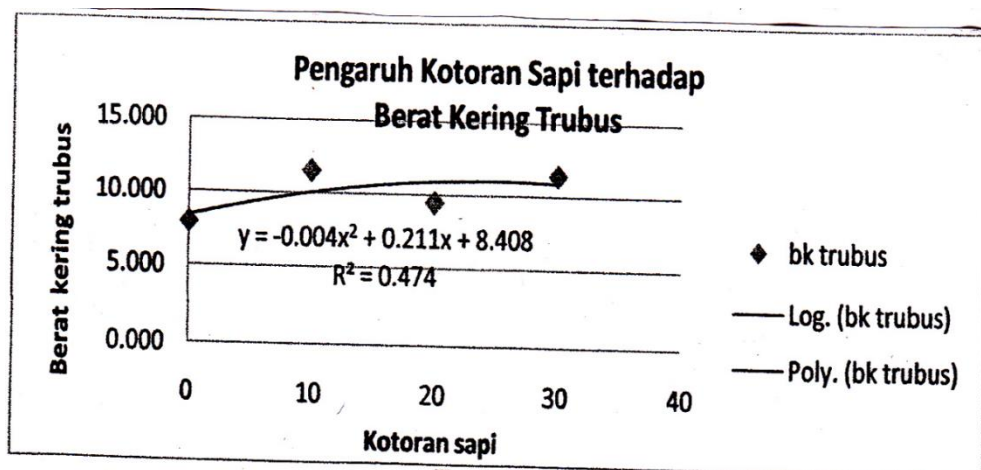 Pengaruh Kotoran Sapi terhadap
Berat Kering Trubus
Berat kering trubus
15.000
10.000
5.000
0.000
y = -0.004x² + 0.211x + 8.408
R² = 0.474
0 10 20 30 40
Kotoran sapi
bk trubus
Log. (bk trubus)
Poly. (bk trubus)